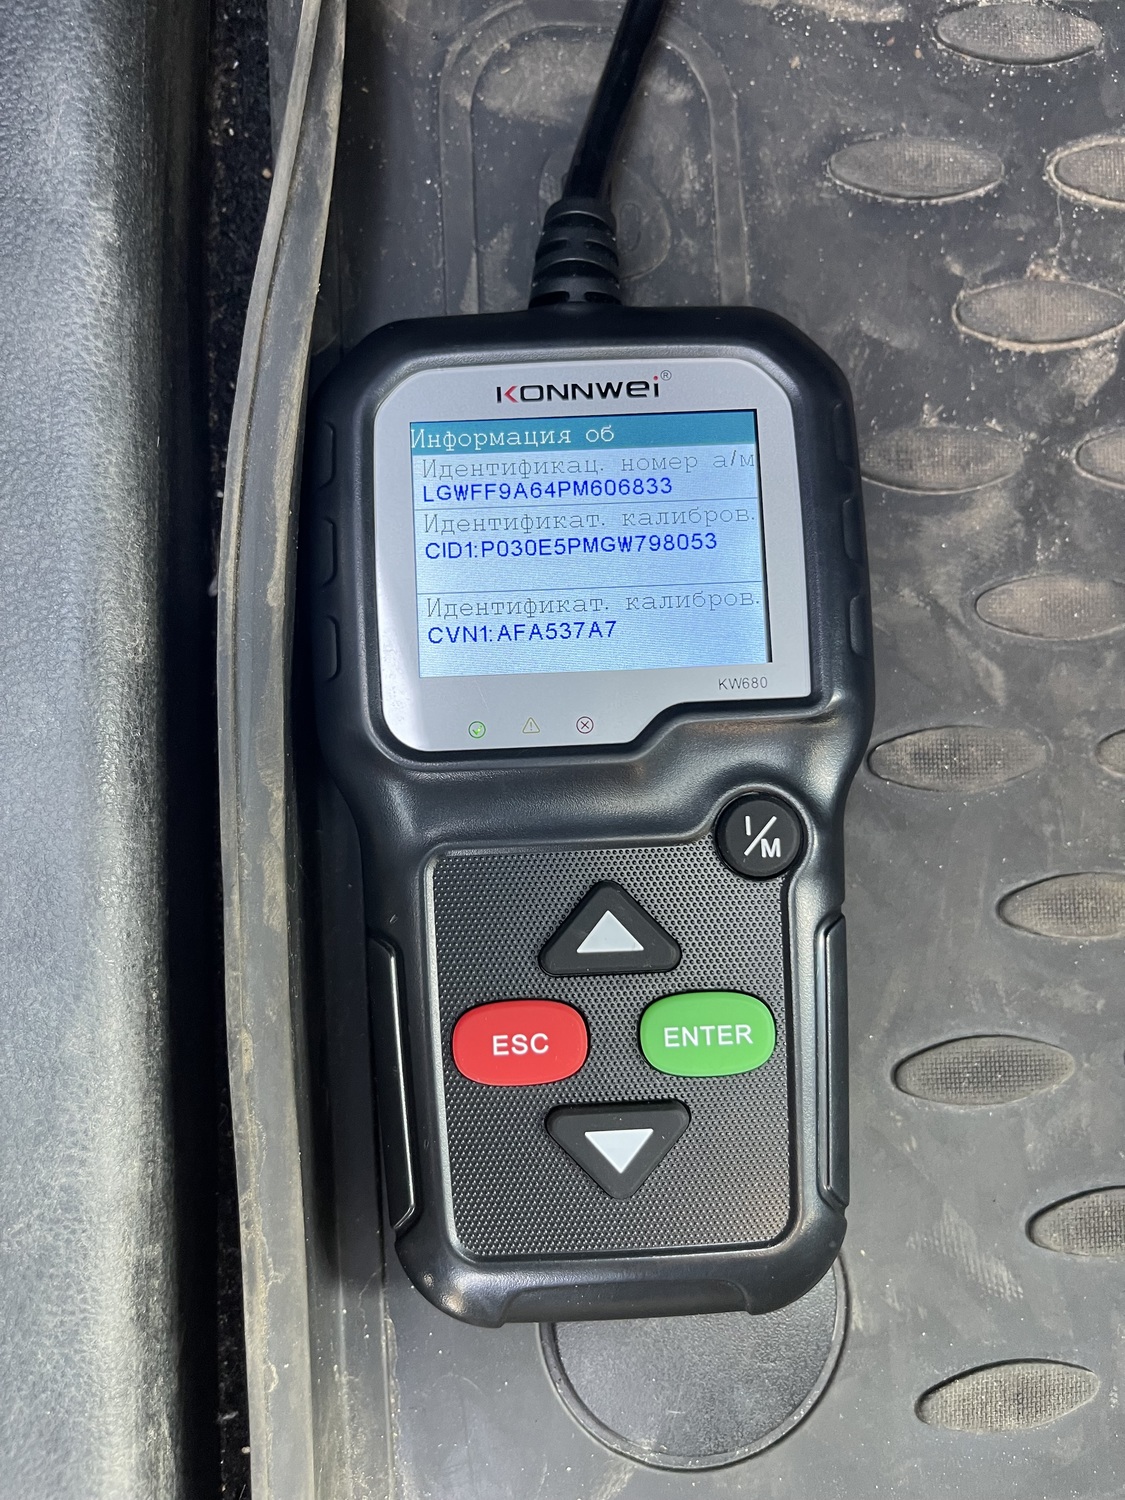 KONNWEI®
Информация об
Идентификац. номер а/м
LGWFF9A64PM606833
Идентификат. калибров.
CID1:P030E5PMGW798053
Идентификат. калибров.
CVN1:AFA537A7
KW680
I/M
ESC
ENTER